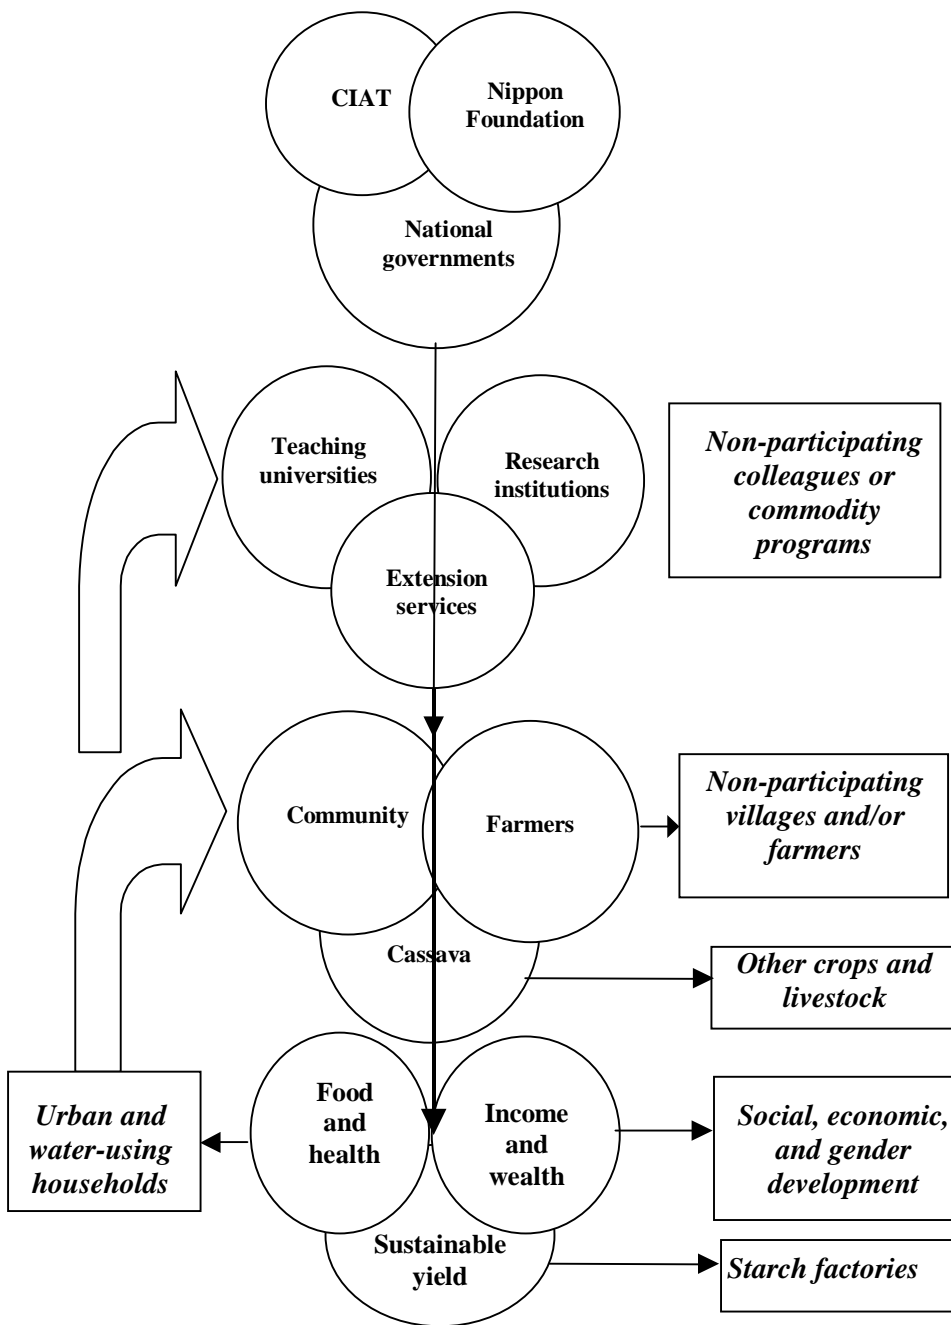 CIAT
Nippon
Foundation
National
governments
Teaching
universities
Research
institutions
Extension
services
Non-participating
colleagues or
commodity
programs
Community
Farmers
Non-participating
villages and/or
farmers
Cassava
Other crops and
livestock
Urban and
water-using
households
Food
and
health
Income
and
wealth
Social, economic,
and gender
development
Sustainable
yield
Starch factories